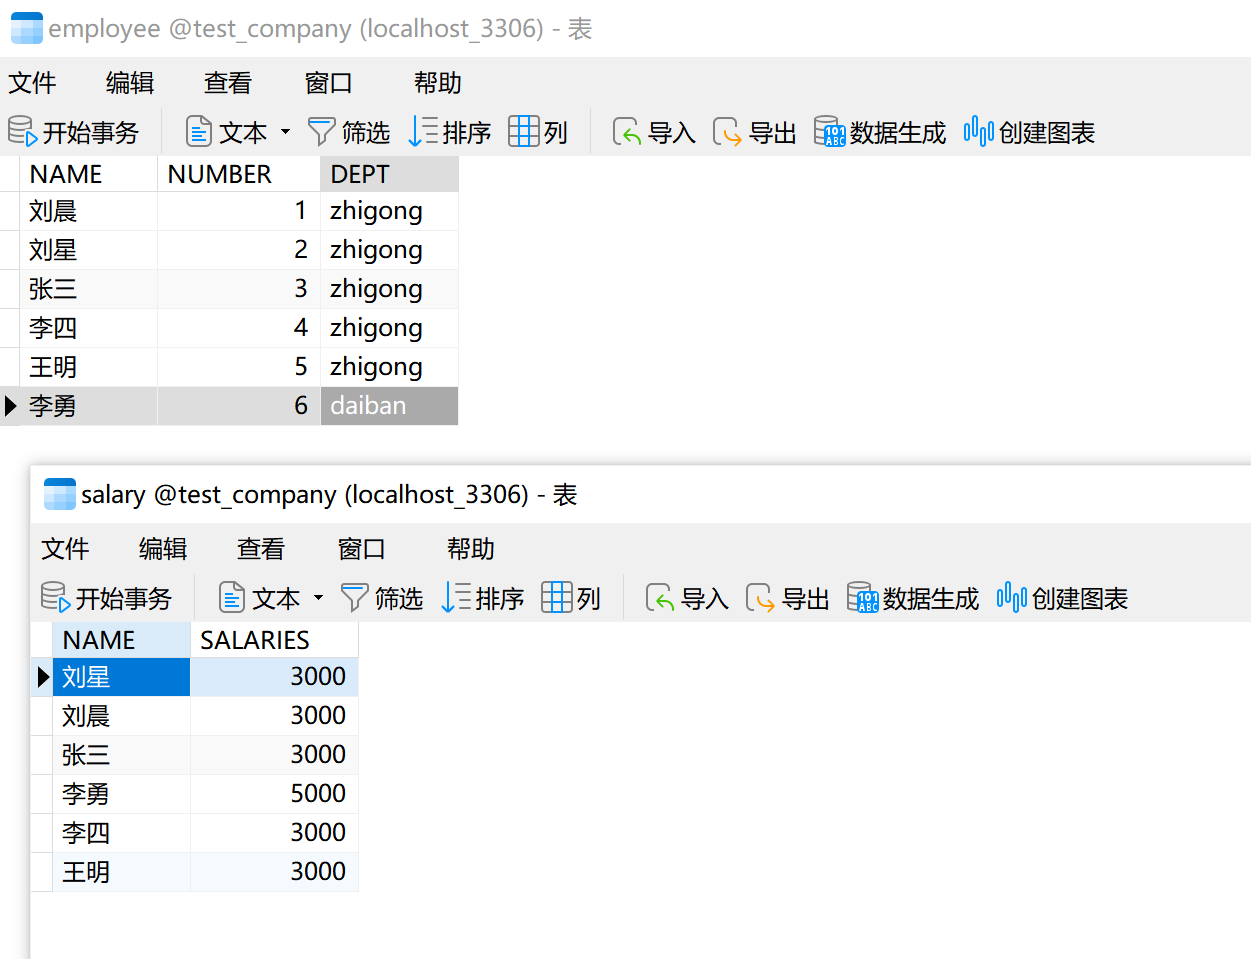 employee @test_company (localhost_3306) - 表
文件 编辑 查看 窗口 帮助
开始事务 文本 筛选 排序 列 导入 导出 数据生成 创建图表
NAME NUMBER DEPT
刘晨 1 zhigong
刘星 2 zhigong
张三 3 zhigong
李四 4 zhigong
王明 5 zhigong
李勇 6 daiban
salary @test_company (localhost_3306) - 表
文件 编辑 查看 窗口 帮助
开始事务 文本 筛选 排序 列 导入 导出 数据生成 创建图表
NAME SALARIES
刘星 3000
刘晨 3000
张三 3000
李勇 5000
李四 3000
王明 3000